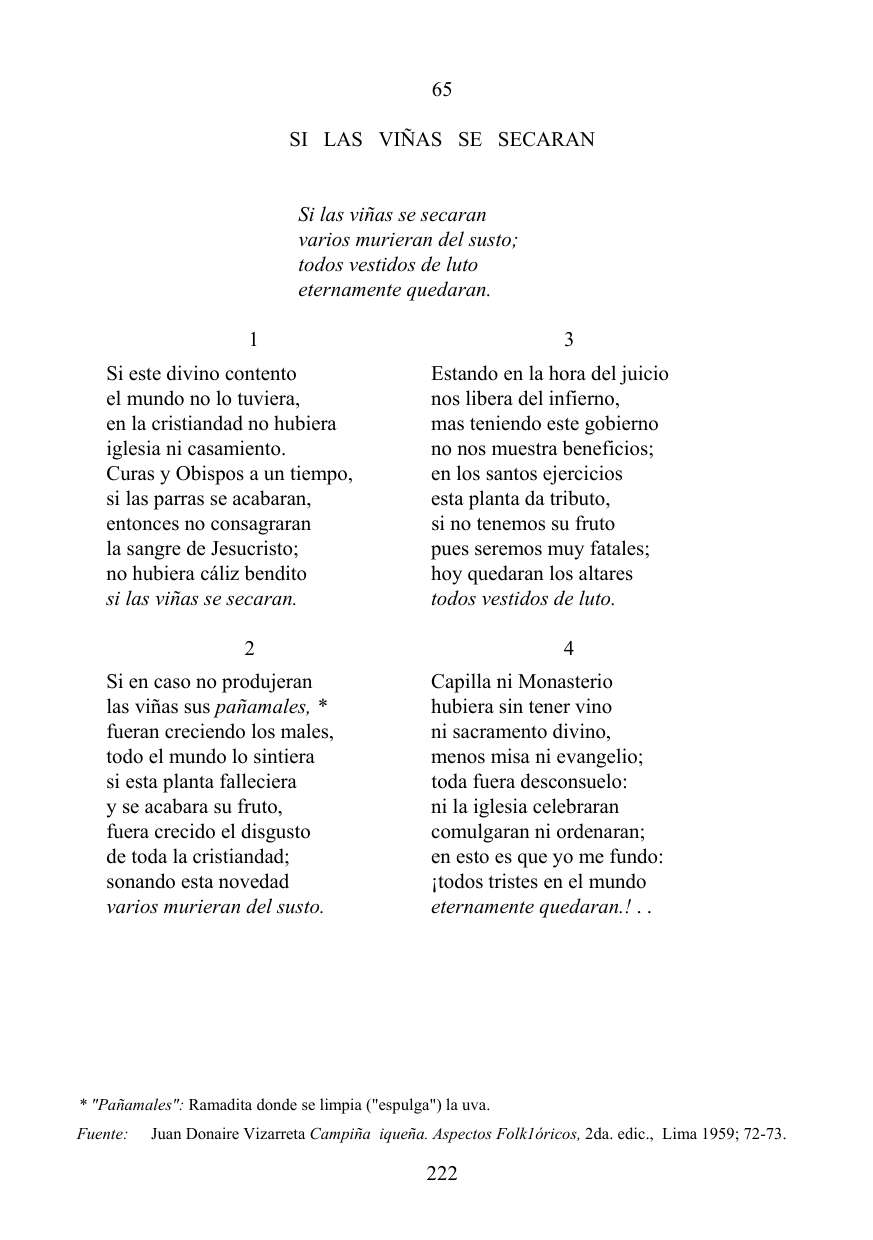 65
SI LAS VIÑAS SE SECARAN
Si las viñas se secaran
varios murieran del susto;
todos vestidos de luto
eternamente quedaran.
1
Si este divino contento
el mundo no lo tuviera,
en la cristiandad no hubiera
iglesia ni casamiento.
Curas y Obispos a un tiempo,
si las parras se acabaran,
entonces no consagraran
la sangre de Jesucristo;
no hubiera cáliz bendito
si las viñas se secaran.
2
Si en caso no produjeran
las viñas sus pañamales, *
fueran creciendo los males,
todo el mundo lo sintiera
si esta planta falleciera
y se acabara su fruto,
fuera crecido el disgusto
de toda la cristiandad;
sonando esta novedad
varios murieran del susto.
3
Estando en la hora del juicio
nos libera del infierno,
mas teniendo este gobierno
no nos muestra beneficios;
en los santos ejercicios
esta planta da tributo,
si no tenemos su fruto
pues seremos muy fatales;
hoy quedaran los altares
todos vestidos de luto.
4
Capilla ni Monasterio
hubiera sin tener vino
ni sacramento divino,
menos misa ni evangelio;
toda fuera desconsuelo:
ni la iglesia celebraran
comulgaran ni ordenaran;
en esto es que yo me fundo:
¡todos tristes en el mundo
eternamente quedaran.! . .
* "Pañamales": Ramadita donde se limpia ("espulga") la uva.
Fuente: Juan Donaire Vizarreta Campiña iqueña. Aspectos Folk1óricos, 2da. edic., Lima 1959; 72-73.
222